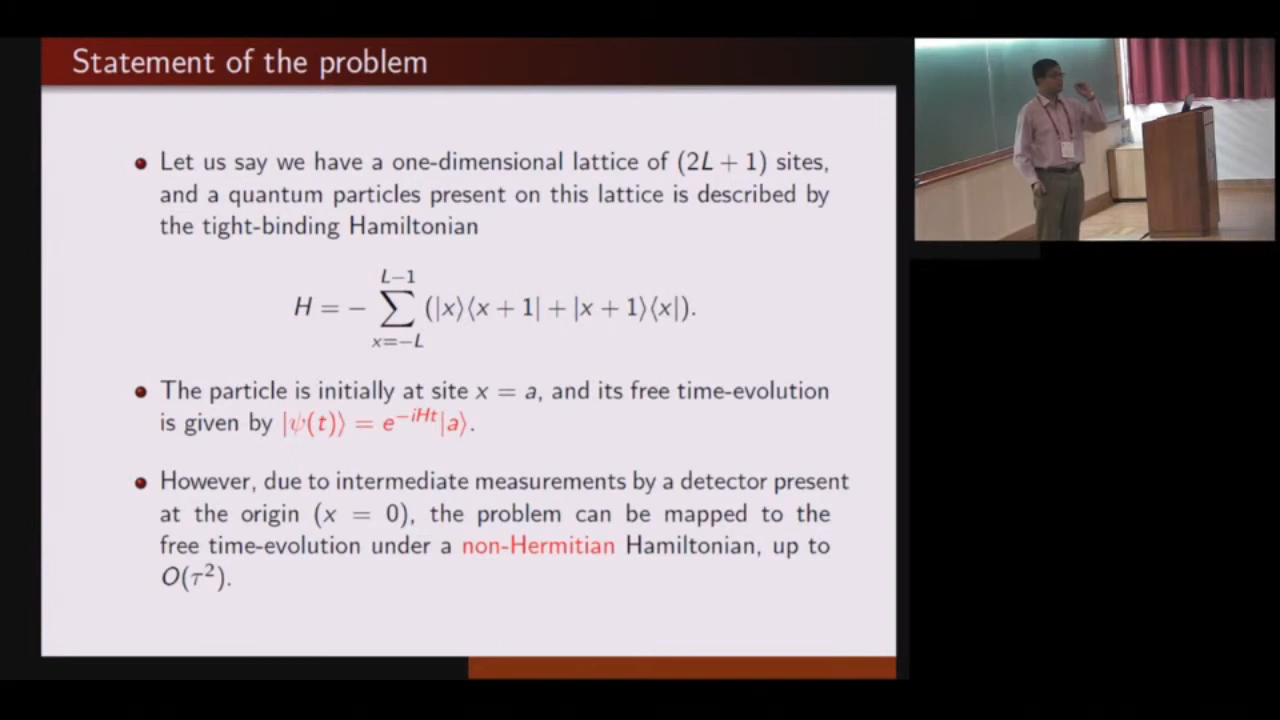 Statement of the problem
Let us say we have a one-dimensional lattice of (2L + 1) sites,
and a quantum particles present on this lattice is described by
the tight-binding Hamiltonian
H = − ∑_{x=−L}^{L−1} (|x⟩⟨x + 1| + |x + 1⟩⟨x|).
The particle is initially at site x = a, and its free time-evolution
is given by |ψ(t)⟩ = e^{−iHt}|a⟩.
However, due to intermediate measurements by a detector present
at the origin (x = 0), the problem can be mapped to the
free time-evolution under a non-Hermitian Hamiltonian, up to
O(τ²).